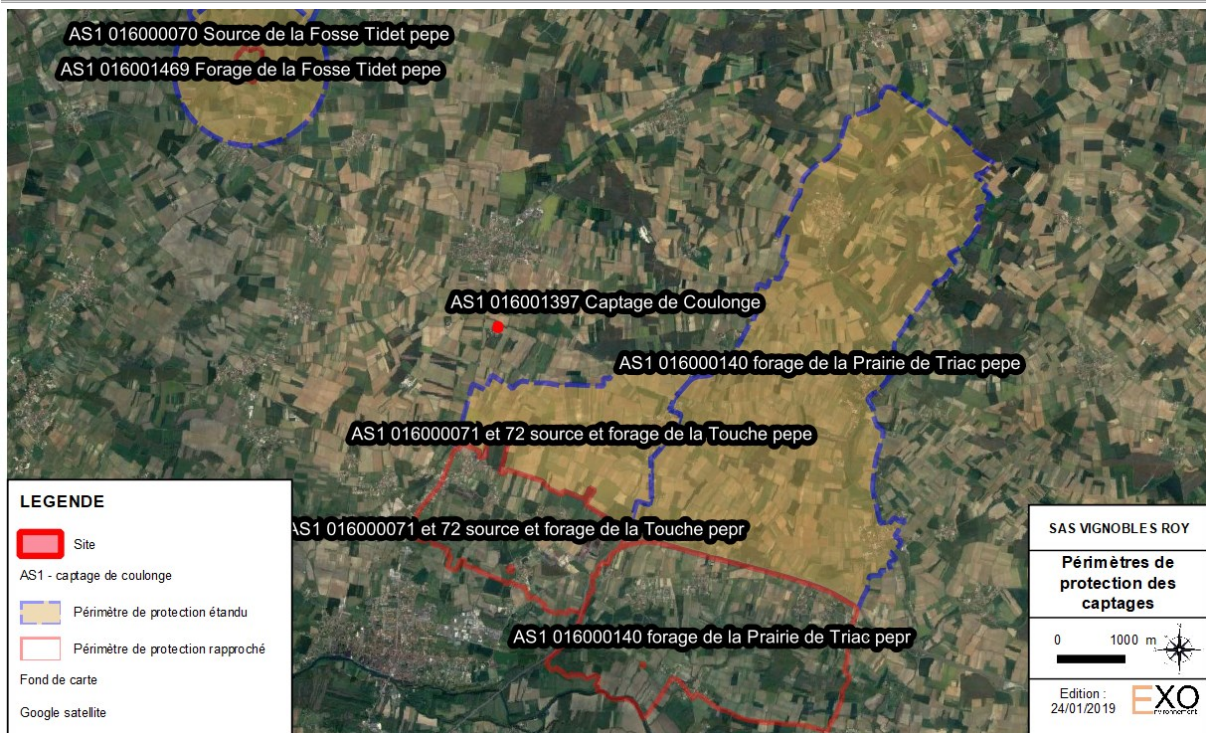 AS1 016000070 Source de la Fosse Tidet pepe
AS1 016001469 Forage de la Fosse Tidet pepe
AS1 016001397 Captage de Coulonge
AS1 016000140 forage de la Prairie de Triac pepe
AS1 016000071 et 72 source et forage de la Touche pepe
AS1 016000071 et 72 source et forage de la Touche pepr
AS1 016000140 forage de la Prairie de Triac pepr
LEGENDE
Site
AS1 - captage de coulonge
Périmètre de protection étandu
Périmètre de protection rapproché
Fond de carte
Google satellite
SAS VIGNOBLES ROY
Périmètres de
protection des
captages
0 1000 m
Edition :
24/01/2019
EXO
environnement